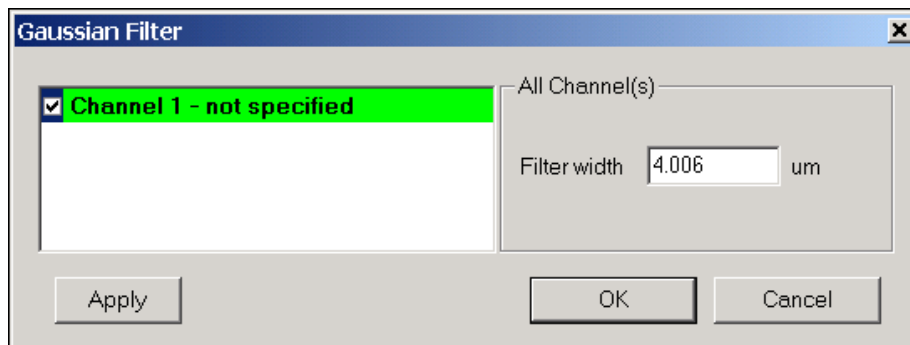 Gaussian Filter
Channel 1 - not specified
All Channel(s)
Filter width 4.006 um
Apply OK Cancel